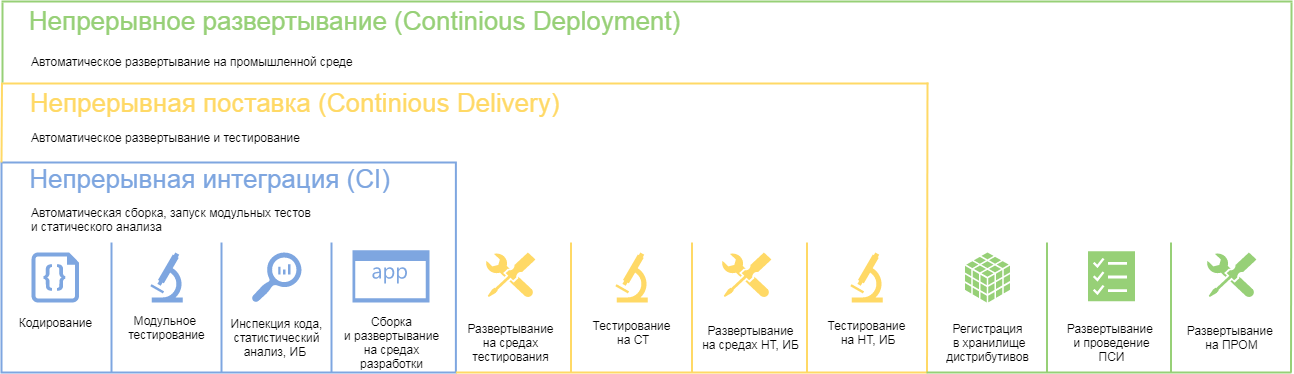 Непрерывное развертывание (Continious Deployment)
Автоматическое развертывание на промышленной среде
Непрерывная поставка (Continious Delivery)
Автоматическое развертывание и тестирование
Непрерывная интеграция (CI)
Автоматическая сборка, запуск модульных тестов
и статического анализа
{}
app
Кодирование
Модульное
тестирование
Инспекция кода,
статистический
анализ, ИБ
Сборка
и развертывание
на средах
разработки
Развертывание
на средах
тестирования
Тестирование
на СТ
Развертывание
на средах НТ, ИБ
Тестирование
на НТ, ИБ
Регистрация
в хранилище
дистрибутивов
Развертывание
и проведение
ПСИ
Развертывание
на ПРОМ